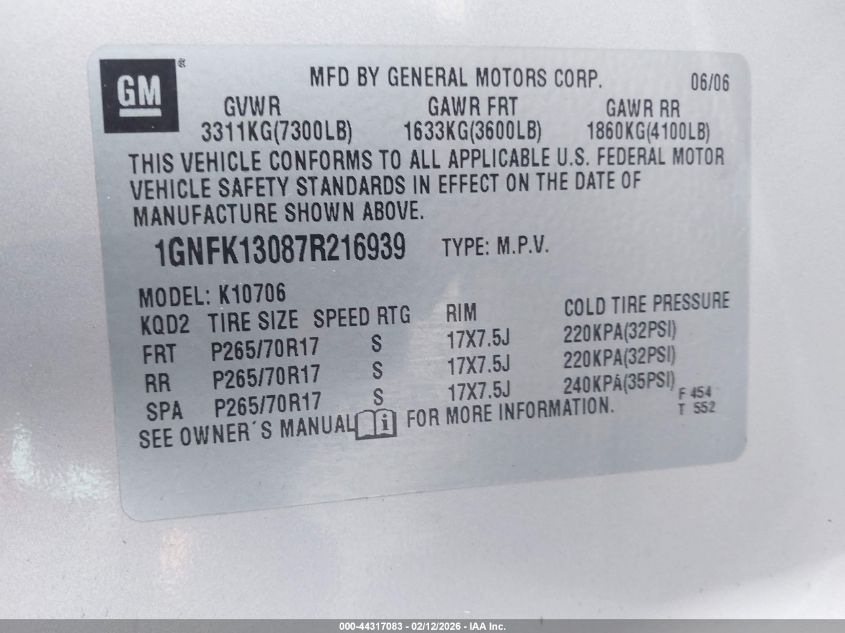 GM ®
MFD BY GENERAL MOTORS CORP. 06/06
GVWR GAWR FRT GAWR RR
3311KG(7300LB) 1633KG(3600LB) 1860KG(4100LB)
THIS VEHICLE CONFORMS TO ALL APPLICABLE U.S. FEDERAL MOTOR
VEHICLE SAFETY STANDARDS IN EFFECT ON THE DATE OF
MANUFACTURE SHOWN ABOVE.
1GNFK13087R216939 TYPE: M.P.V.
MODEL: K10706
KQD2 TIRE SIZE SPEED RTG RIM COLD TIRE PRESSURE
FRT P265/70R17 S 17X7.5J 220KPA(32PSI)
RR P265/70R17 S 17X7.5J 220KPA(32PSI)
SPA P265/70R17 S 17X7.5J 240KPA(35PSI) F 454
SEE OWNER´S MANUAL i FOR MORE INFORMATION. T 552
000-44317083 - 02/12/2026 - IAA Inc.